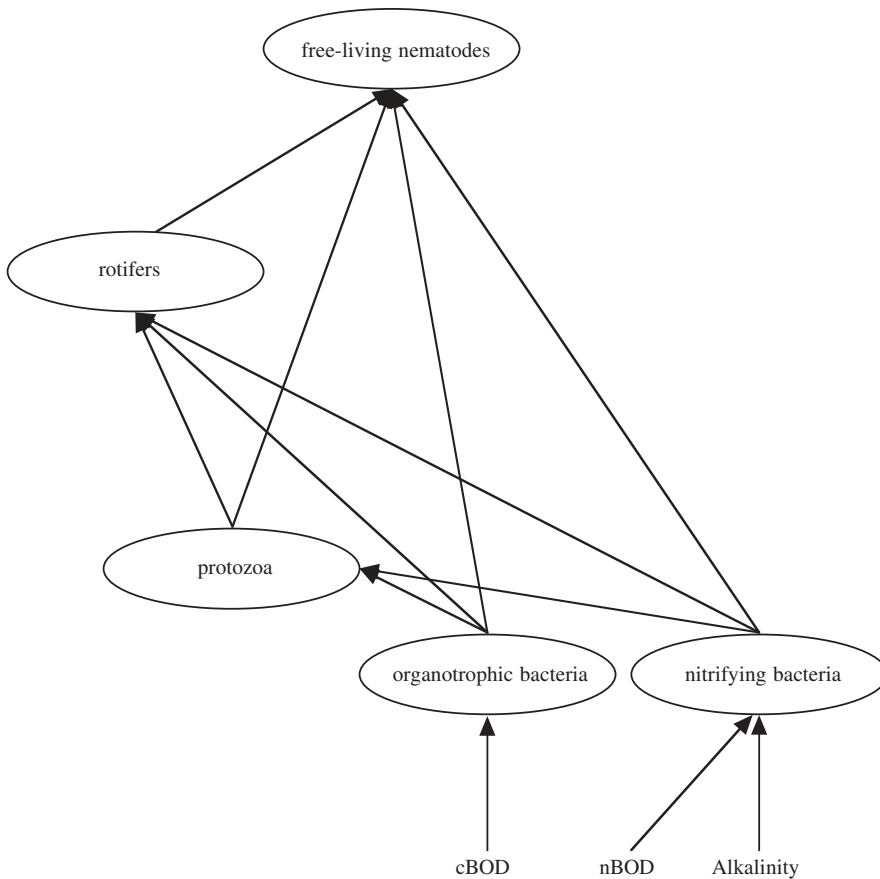 free-living nematodes
rotifers
protozoa
organotrophic bacteria
nitrifying bacteria
cBOD
nBOD
Alkalinity